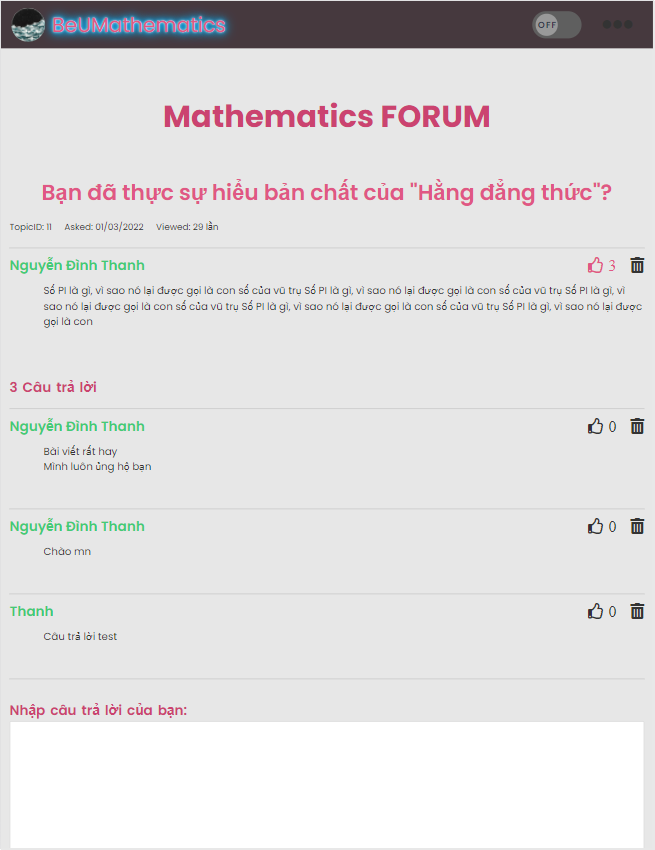 BeUMathematics
OFF
Mathematics FORUM
Bạn đã thực sự hiểu bản chất của "Hằng đẳng thức"?
TopicID: 11 Asked: 01/03/2022 Viewed: 29 lần
Nguyễn Đình Thanh 3
Số PI là gì, vì sao nó lại được gọi là con số của vũ trụ Số PI là gì, vì sao nó lại được gọi là con số của vũ trụ Số PI là gì, vì
sao nó lại được gọi là con số của vũ trụ Số PI là gì, vì sao nó lại được gọi là con số của vũ trụ Số PI là gì, vì sao nó lại được
gọi là con
3 Câu trả lời
Nguyễn Đình Thanh 0
Bài viết rất hay
Mình luôn ủng hộ bạn
Nguyễn Đình Thanh 0
Chào mn
Thanh 0
Câu trả lời test
Nhập câu trả lời của bạn: